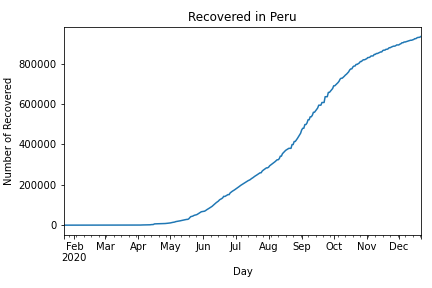 Recovered in Peru
Number of Recovered
800000
600000
400000
200000
0
Feb Mar Apr May Jun Jul Aug Sep Oct Nov Dec
2020
Day